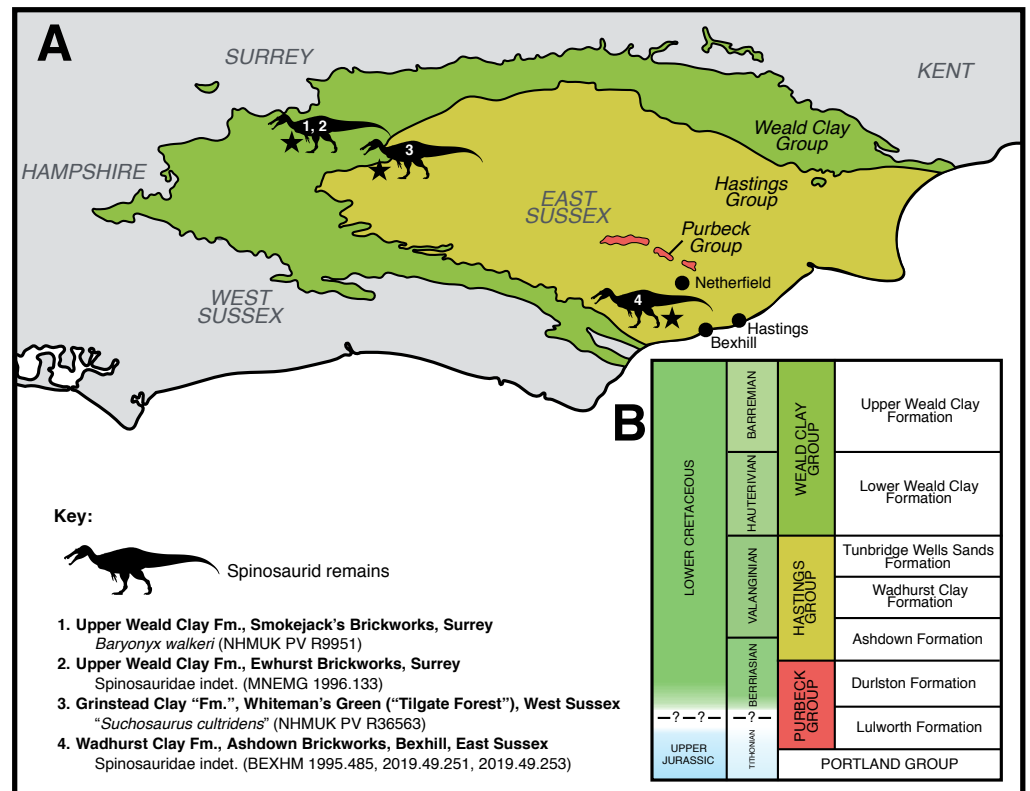 A
SURREY
KENT
1, 2
3
Weald Clay
Group
HAMPSHIRE
Hastings
Group
EAST
SUSSEX
Purbeck
Group
Netherfield
WEST
SUSSEX
4
Hastings
Bexhill
B
LOWER CRETACEOUS
UPPER
JURASSIC
—?—?—
BARREMIAN
HAUTERIVIAN
VALANGINIAN
BERRIASIAN
—?—
TITHONIAN
WEALD CLAY
GROUP
HASTINGS
GROUP
PURBECK
GROUP
Upper Weald Clay
Formation
Lower Weald Clay
Formation
Tunbridge Wells Sands
Formation
Wadhurst Clay
Formation
Ashdown Formation
Durlston Formation
Lulworth Formation
PORTLAND GROUP
Key:
Spinosaurid remains
1. Upper Weald Clay Fm., Smokejack’s Brickworks, Surrey
Baryonyx walkeri (NHMUK PV R9951)
2. Upper Weald Clay Fm., Ewhurst Brickworks, Surrey
Spinosauridae indet. (MNEMG 1996.133)
3. Grinstead Clay “Fm.”, Whiteman’s Green (“Tilgate Forest”), West Sussex
“Suchosaurus cultridens” (NHMUK PV R36563)
4. Wadhurst Clay Fm., Ashdown Brickworks, Bexhill, East Sussex
Spinosauridae indet. (BEXHM 1995.485, 2019.49.251, 2019.49.253)